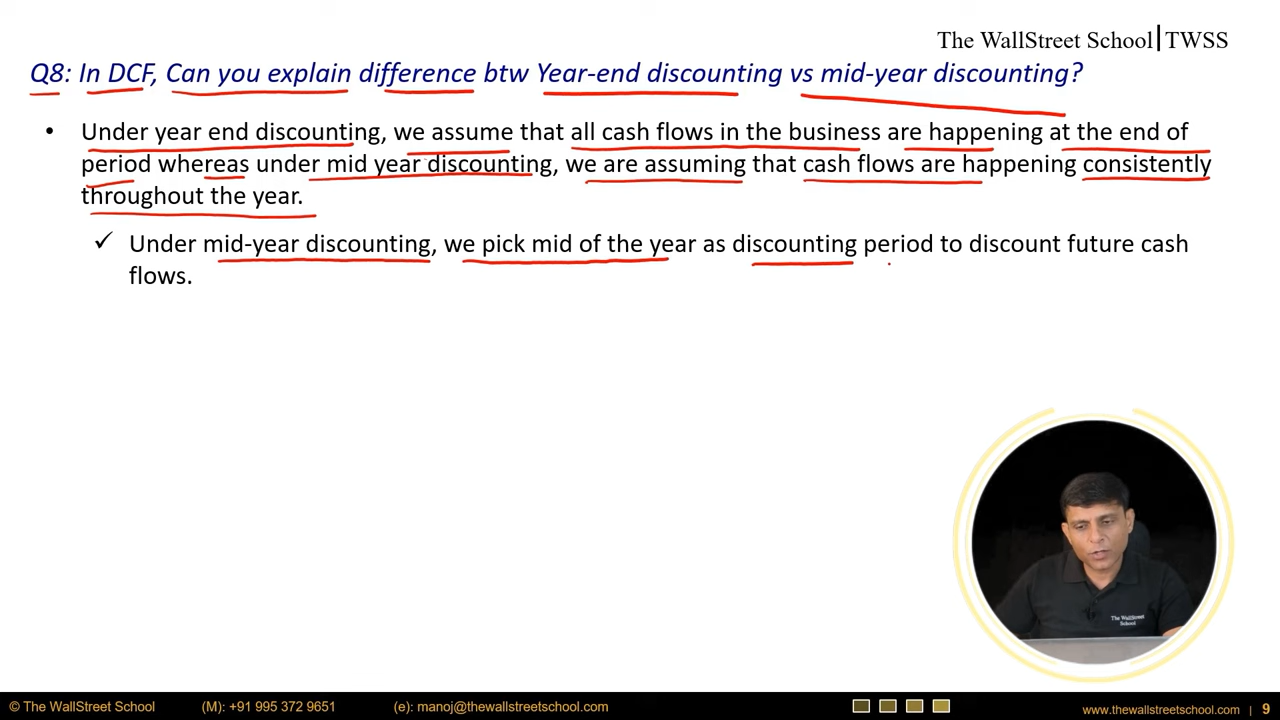 The WallStreet School|TWSS
Q8: In DCF, Can you explain difference btw Year-end discounting vs mid-year discounting?
• Under year end discounting, we assume that all cash flows in the business are happening at the end of
period whereas under mid year discounting, we are assuming that cash flows are happening consistently
throughout the year.
✓ Under mid-year discounting, we pick mid of the year as discounting period to discount future cash
flows.
The WallStreet
School
© The WallStreet School (M): +91 995 372 9651 (e): manoj@thewallstreetschool.com www.thewallstreetschool.com | 9